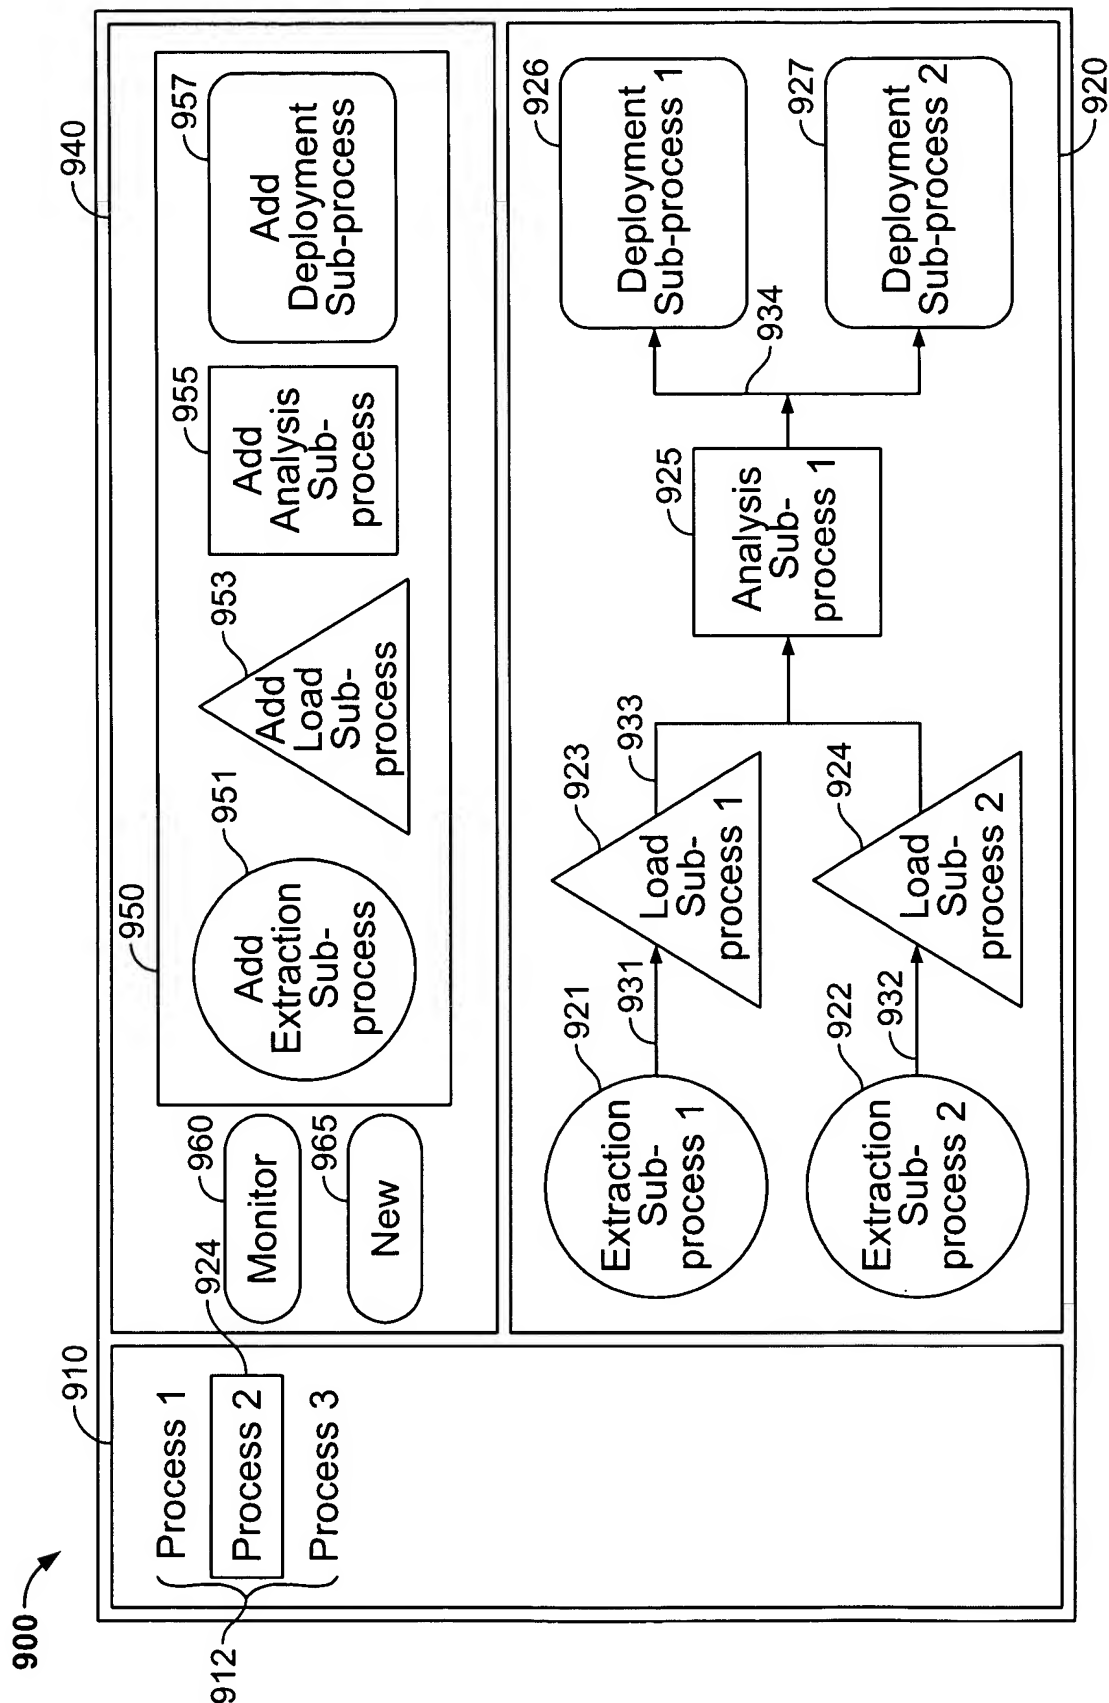 900
910
Process 1
Process 2
Process 3
912
924
940
Monitor
960
New
965
950
Add
Extraction
Sub-
process
951
Add
Load
Sub-
process
953
Add
Analysis
Sub-
process
955
Add
Deployment
Sub-process
957
Extraction
Sub-
process 1
921
931
Load
Sub-
process 1
923
933
Extraction
Sub-
process 2
922
932
Load
Sub-
process 2
924
Analysis
Sub-
process 1
925
934
Deployment
Sub-process 1
926
Deployment
Sub-process 2
927
920